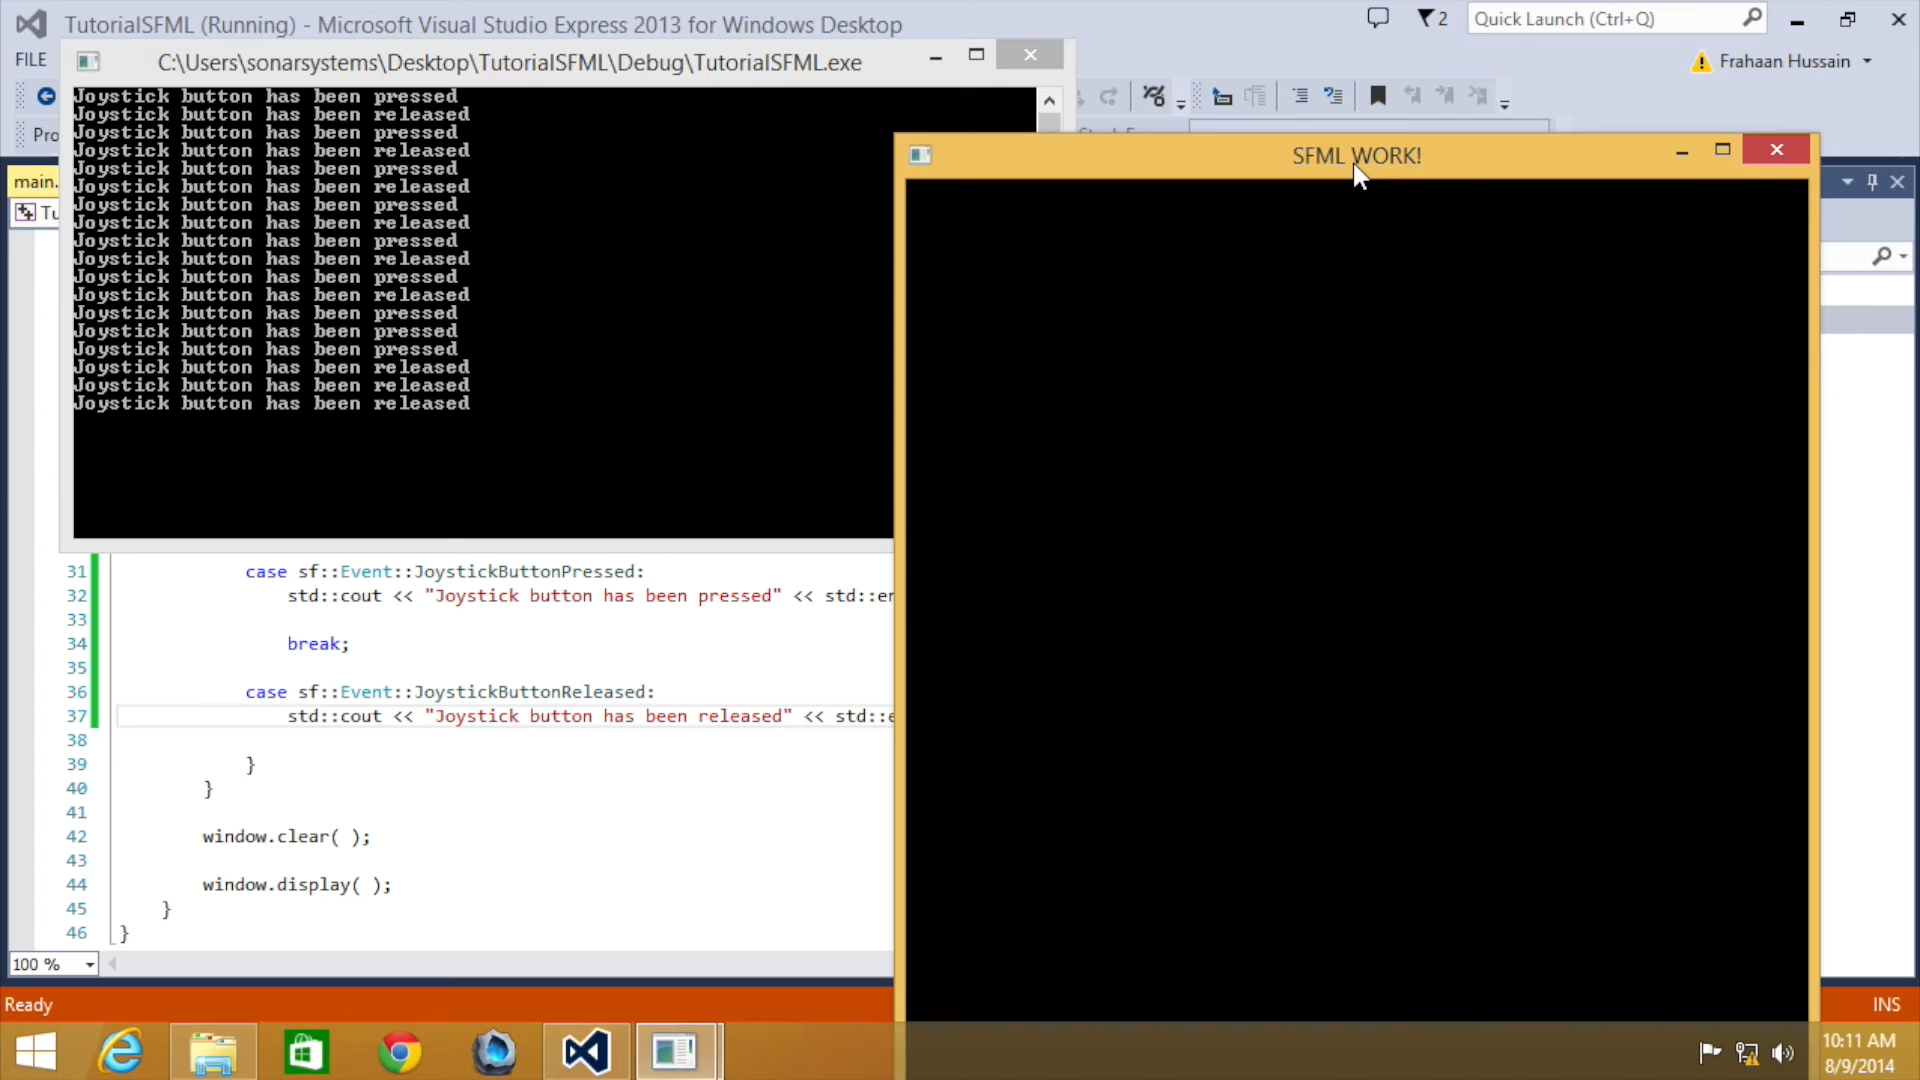 TutorialSFML (Running) - Microsoft Visual Studio Express 2013 for Windows Desktop
2
Quick Launch (Ctrl+Q)
FILE
C:\Users\sonarsystems\Desktop\TutorialSFML\Debug\TutorialSFML.exe
Frahaan Hussain
Joystick button has been pressed
Joystick button has been released
Joystick button has been pressed
Joystick button has been released
Joystick button has been pressed
Joystick button has been released
Joystick button has been pressed
Joystick button has been released
Joystick button has been pressed
Joystick button has been released
Joystick button has been pressed
Joystick button has been released
Joystick button has been pressed
Joystick button has been pressed
Joystick button has been pressed
Joystick button has been released
Joystick button has been released
Joystick button has been released
Pro
main.
Tu
SFML WORK!
31 case sf::Event::JoystickButtonPressed:
32 std::cout << "Joystick button has been pressed" << std::en
33
34 break;
35
36 case sf::Event::JoystickButtonReleased:
37 std::cout << "Joystick button has been released" << std::e
38
39 }
40 }
41
42 window.clear( );
43
44 window.display( );
45 }
46 }
100 %
Ready
INS
10:11 AM
8/9/2014